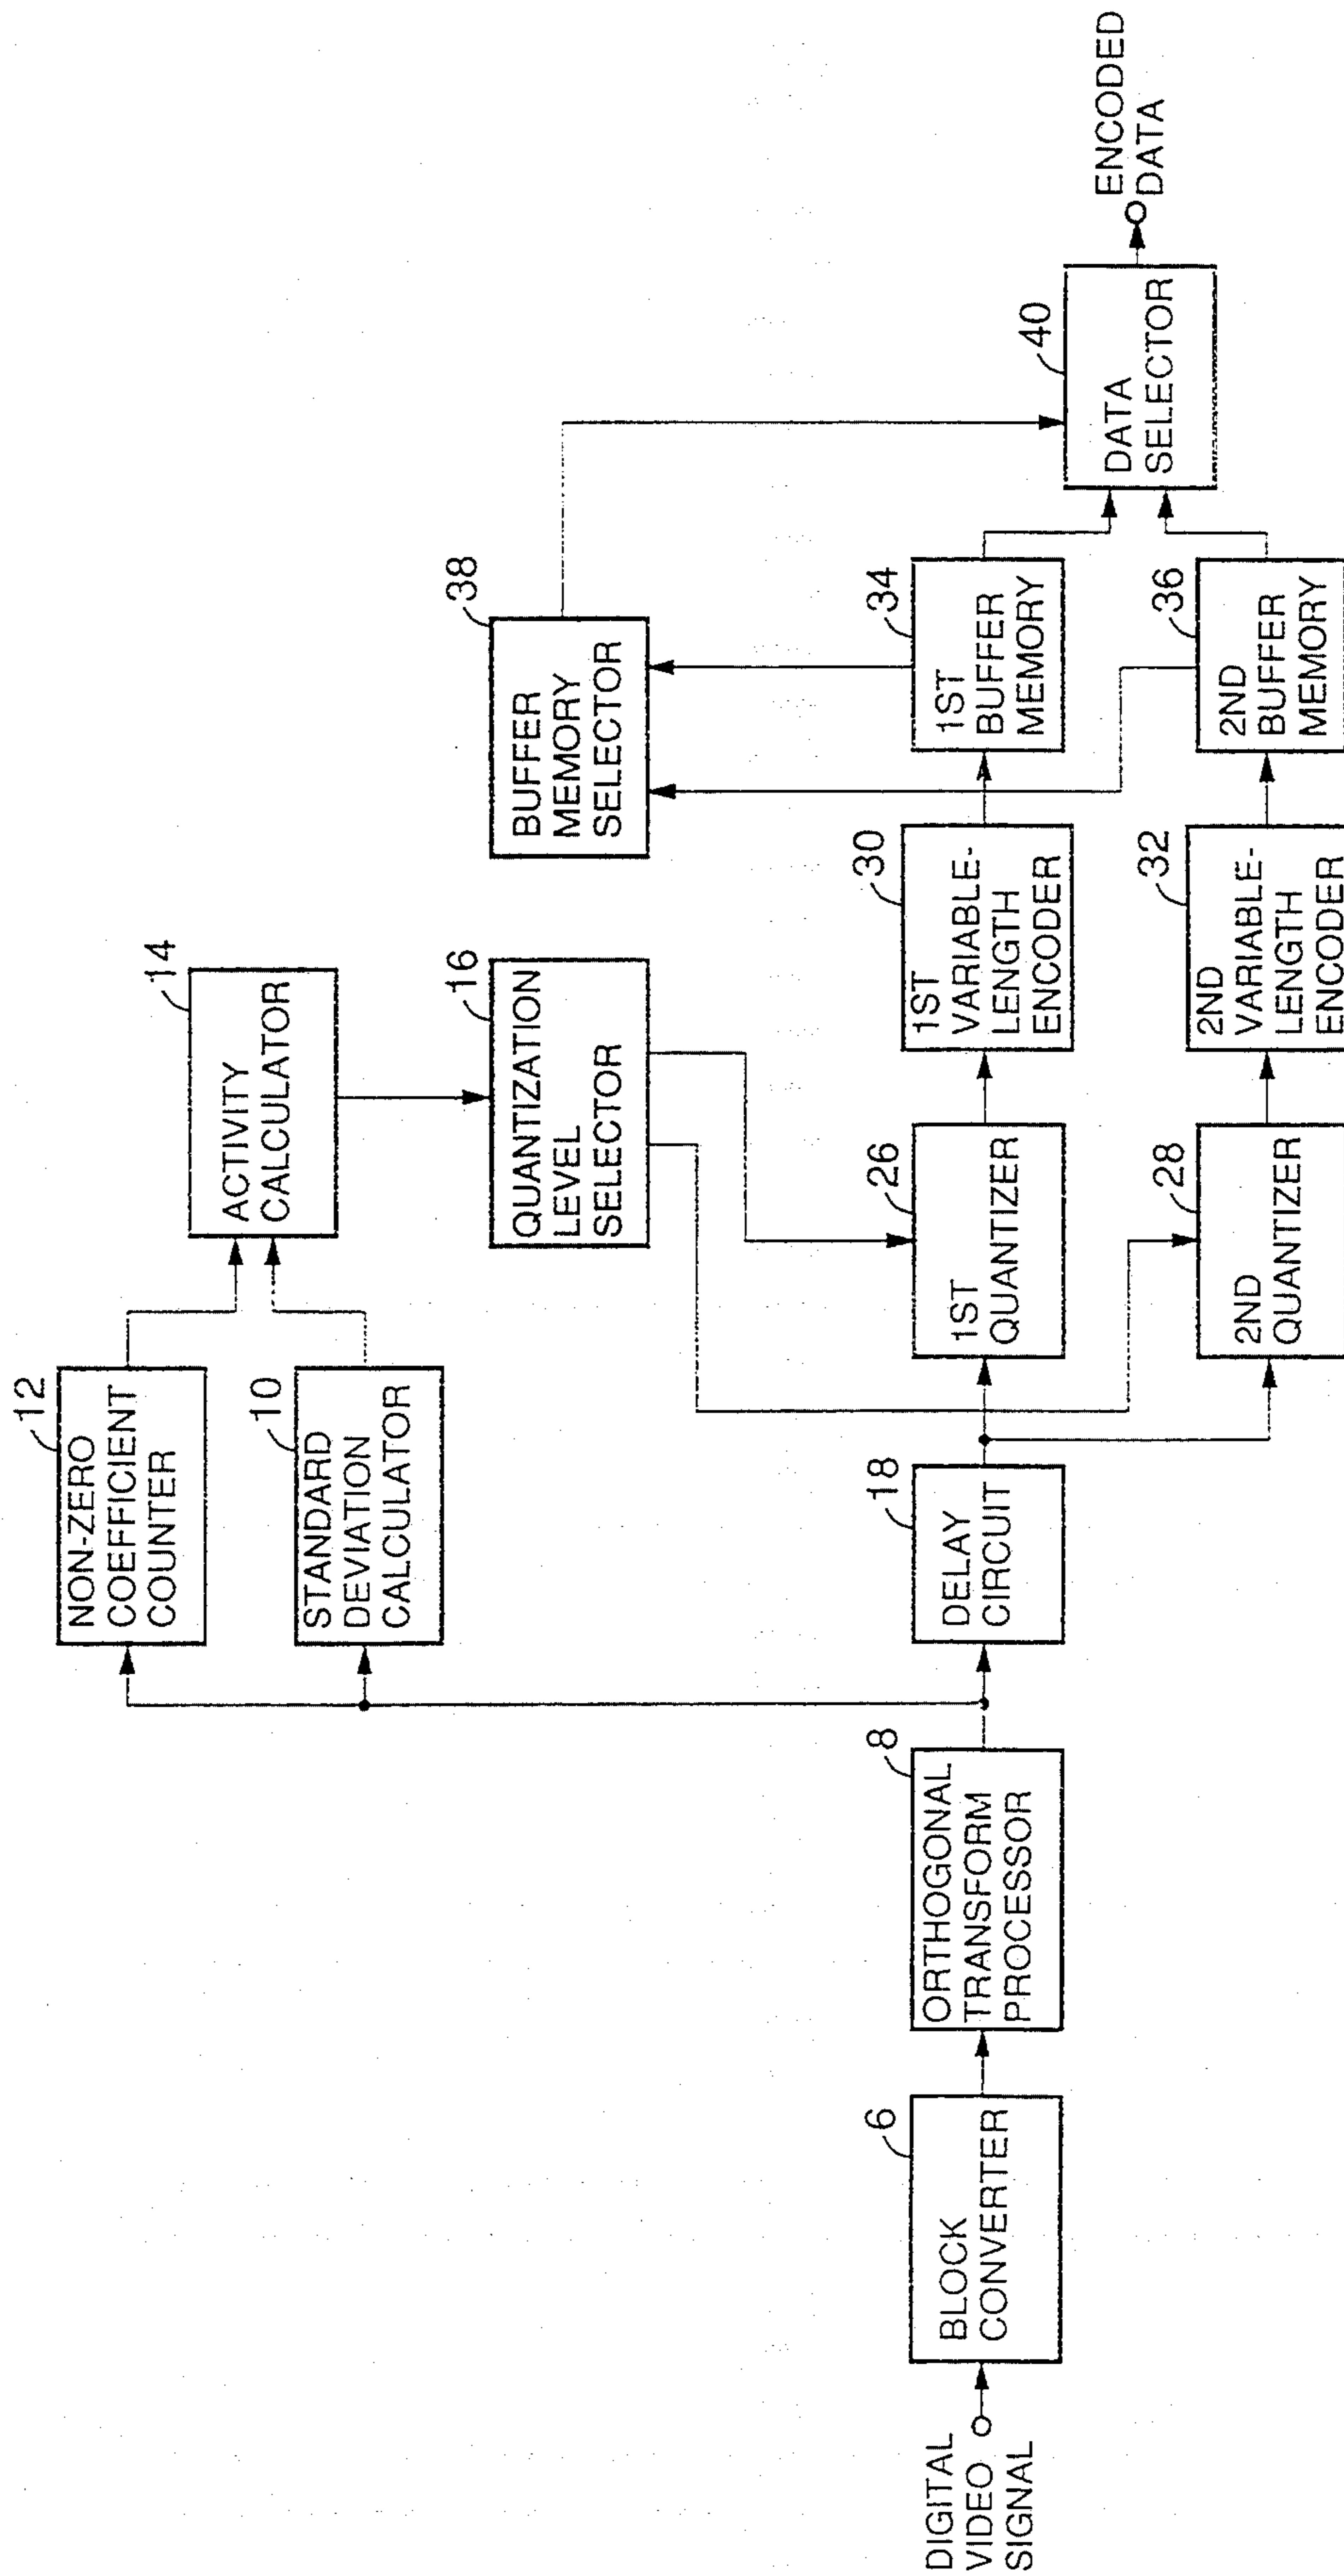 DIGITAL
VIDEO
SIGNAL
6
BLOCK
CONVERTER
8
ORTHOGONAL
TRANSFORM
PROCESSOR
12
NON-ZERO
COEFFICIENT
COUNTER
10
STANDARD
DEVIATION
CALCULATOR
18
DELAY
CIRCUIT
14
ACTIVITY
CALCULATOR
16
QUANTIZATION
LEVEL
SELECTOR
26
1ST
QUANTIZER
28
2ND
QUANTIZER
30
1ST
VARIABLE-
LENGTH
ENCODER
32
2ND
VARIABLE-
LENGTH
ENCODER
38
BUFFER
MEMORY
SELECTOR
34
1ST
BUFFER
MEMORY
36
2ND
BUFFER
MEMORY
40
DATA
SELECTOR
ENCODED
DATA